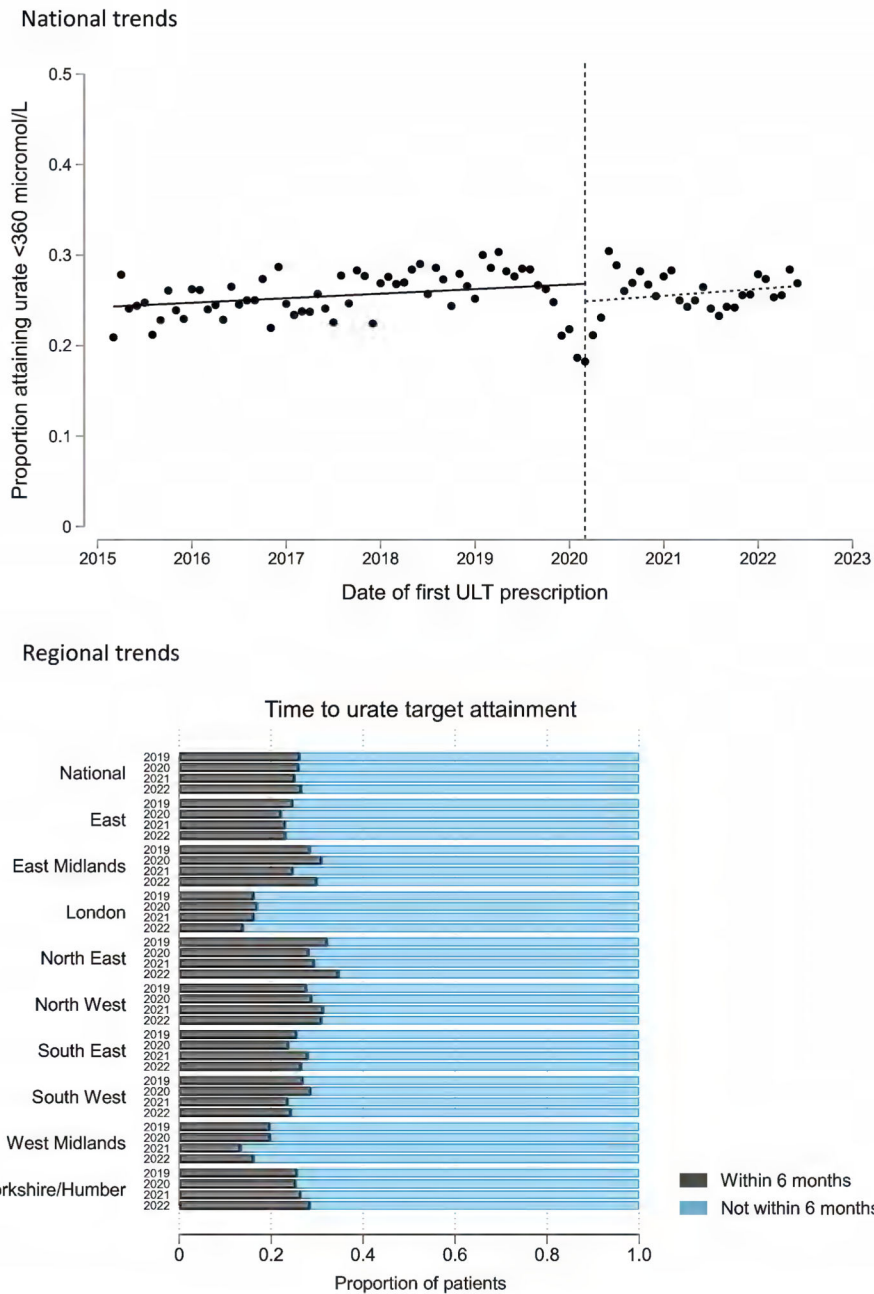 National trends
Proportion attaining urate <360 micromol/L
0.5
0.4
0.3
0.2
0.1
0
2015 2016 2017 2018 2019 2020 2021 2022 2023
Date of first ULT prescription
Regional trends
Time to urate target attainment
National
2019
2020
2021
2022
East
2019
2020
2021
2022
East Midlands
2019
2020
2021
2022
London
2019
2020
2021
2022
North East
2019
2020
2021
2022
North West
2019
2020
2021
2022
South East
2019
2020
2021
2022
South West
2019
2020
2021
2022
West Midlands
2019
2020
2021
2022
orkshire/Humber
2019
2020
2021
2022
Within 6 months
Not within 6 months
0 0.2 0.4 0.6 0.8 1.0
Proportion of patients